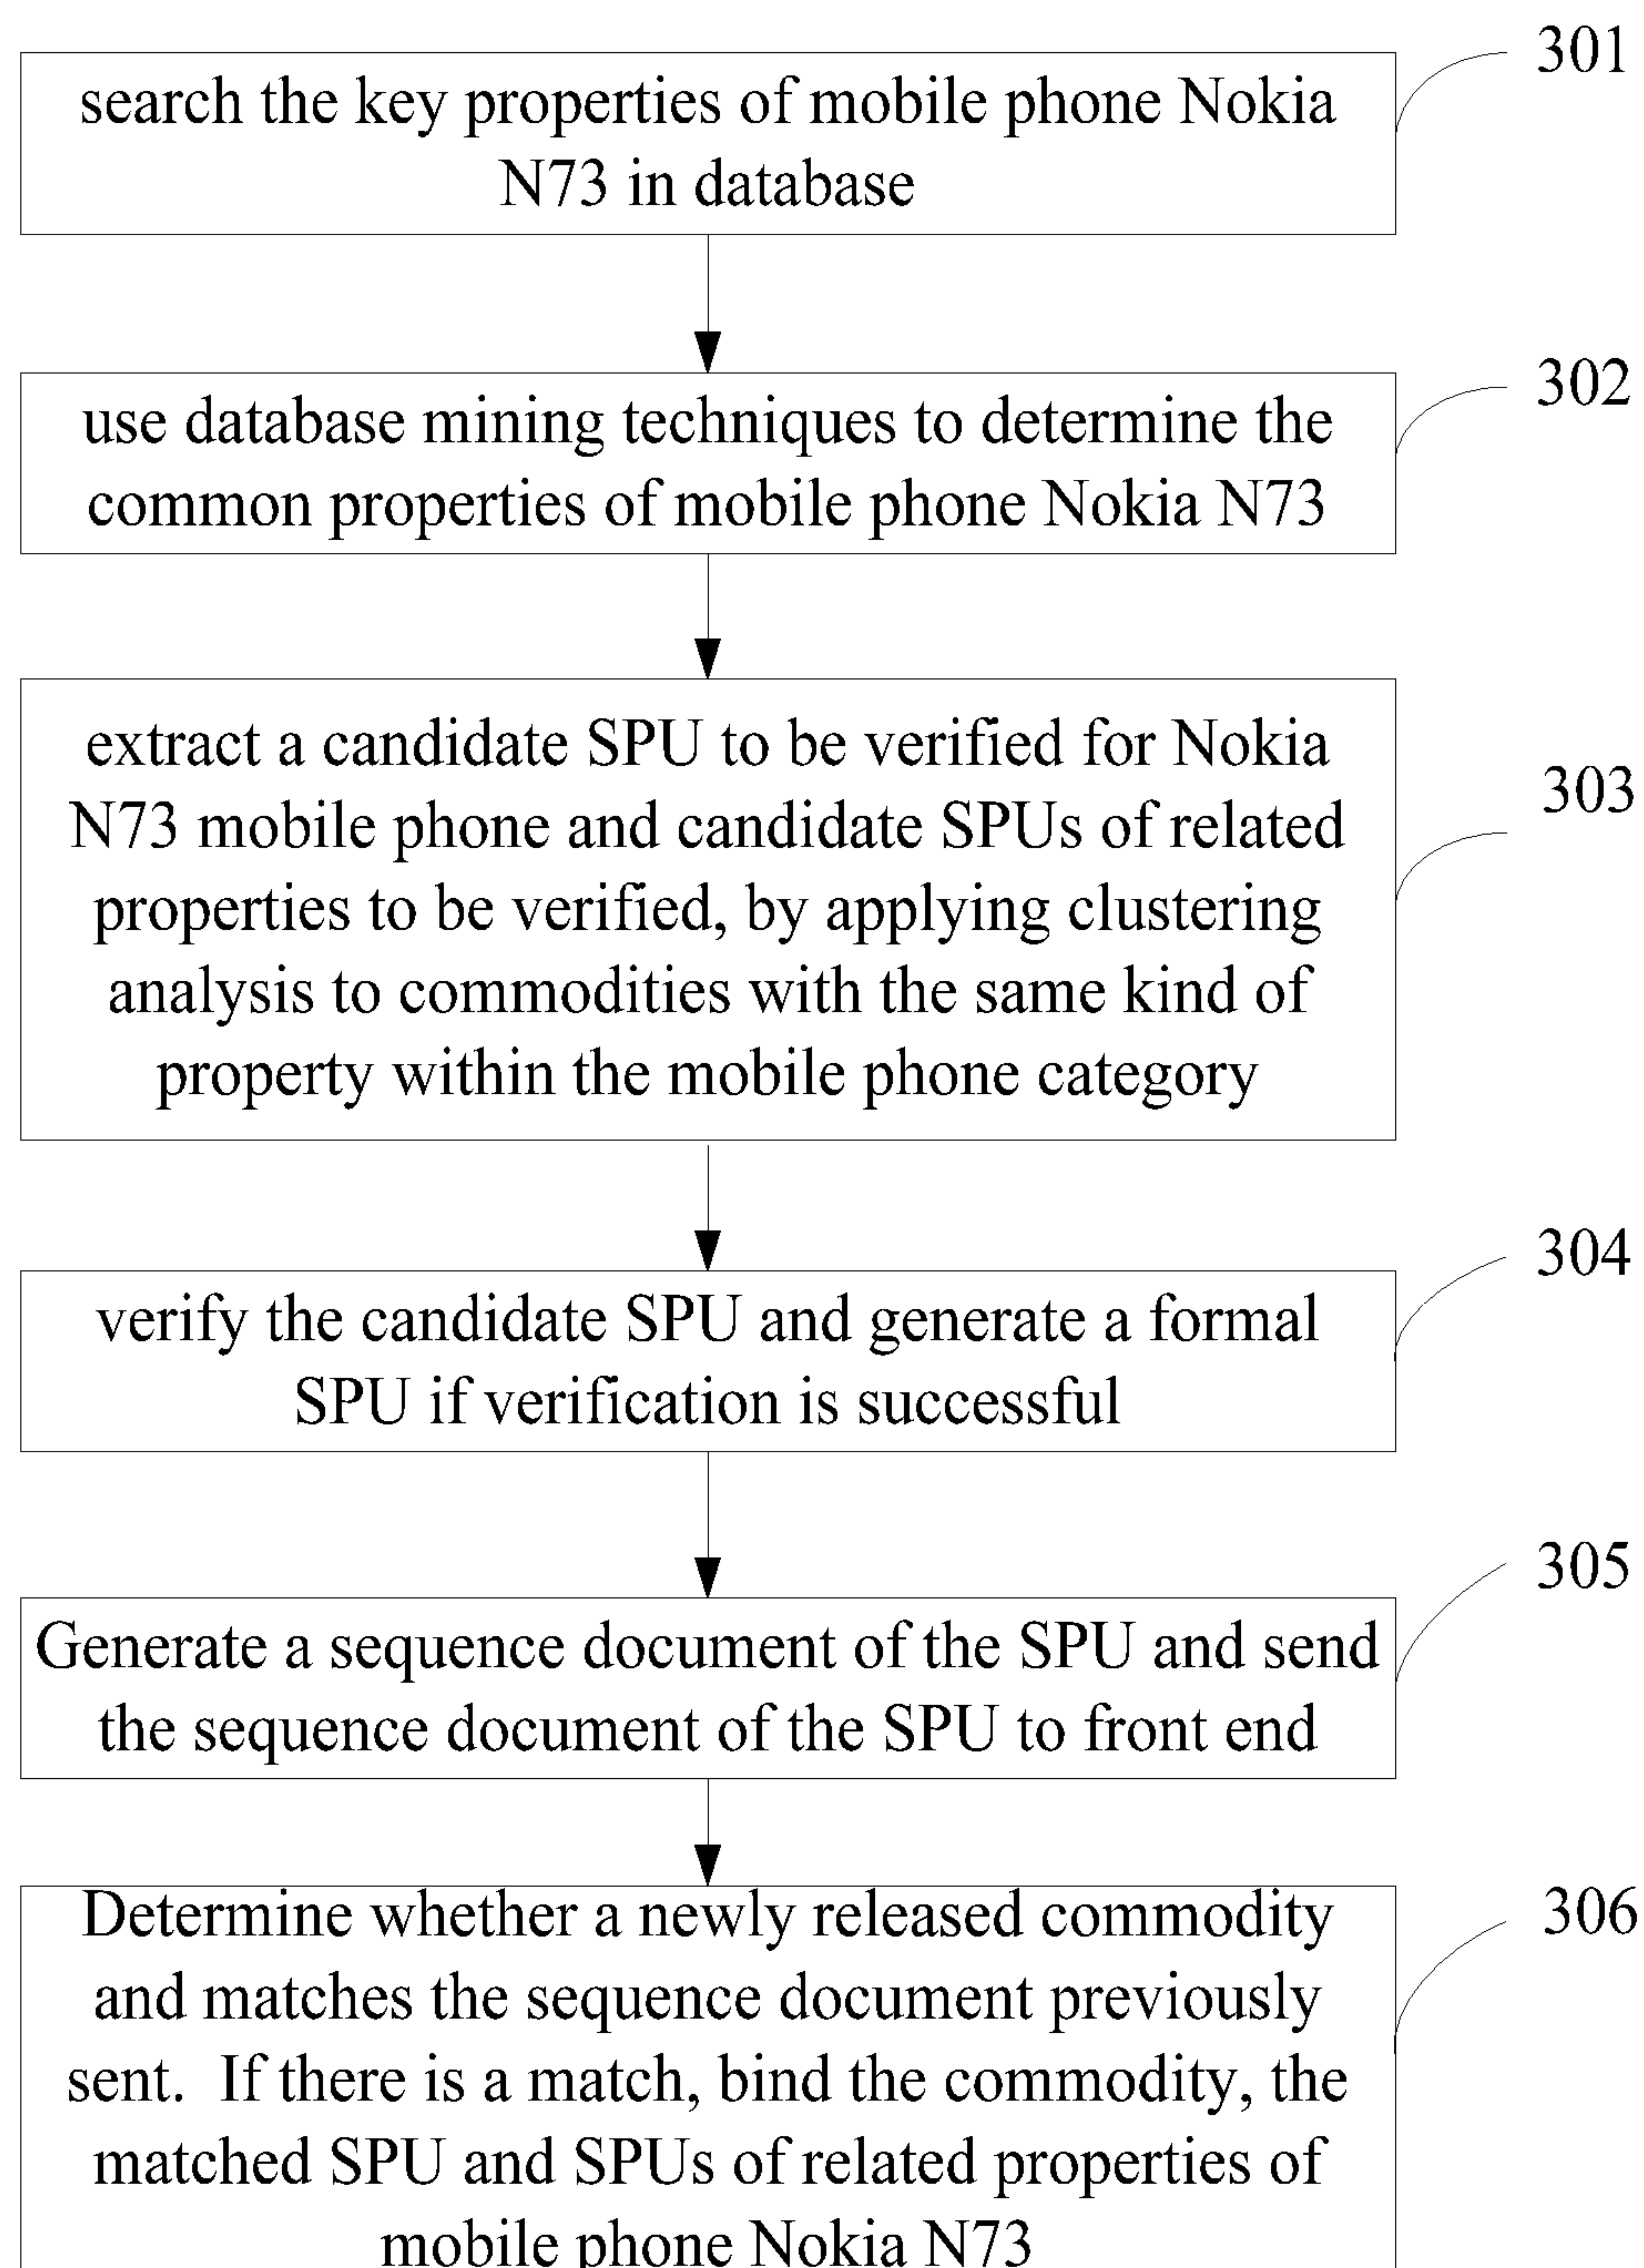 301
search the key properties of mobile phone Nokia
N73 in database
302
use database mining techniques to determine the
common properties of mobile phone Nokia N73
303
extract a candidate SPU to be verified for Nokia
N73 mobile phone and candidate SPUs of related
properties to be verified, by applying clustering
analysis to commodities with the same kind of
property within the mobile phone category
304
verify the candidate SPU and generate a formal
SPU if verification is successful
305
Generate a sequence document of the SPU and send
the sequence document of the SPU to front end
306
Determine whether a newly released commodity
and matches the sequence document previously
sent. If there is a match, bind the commodity, the
matched SPU and SPUs of related properties of
mobile phone Nokia N73